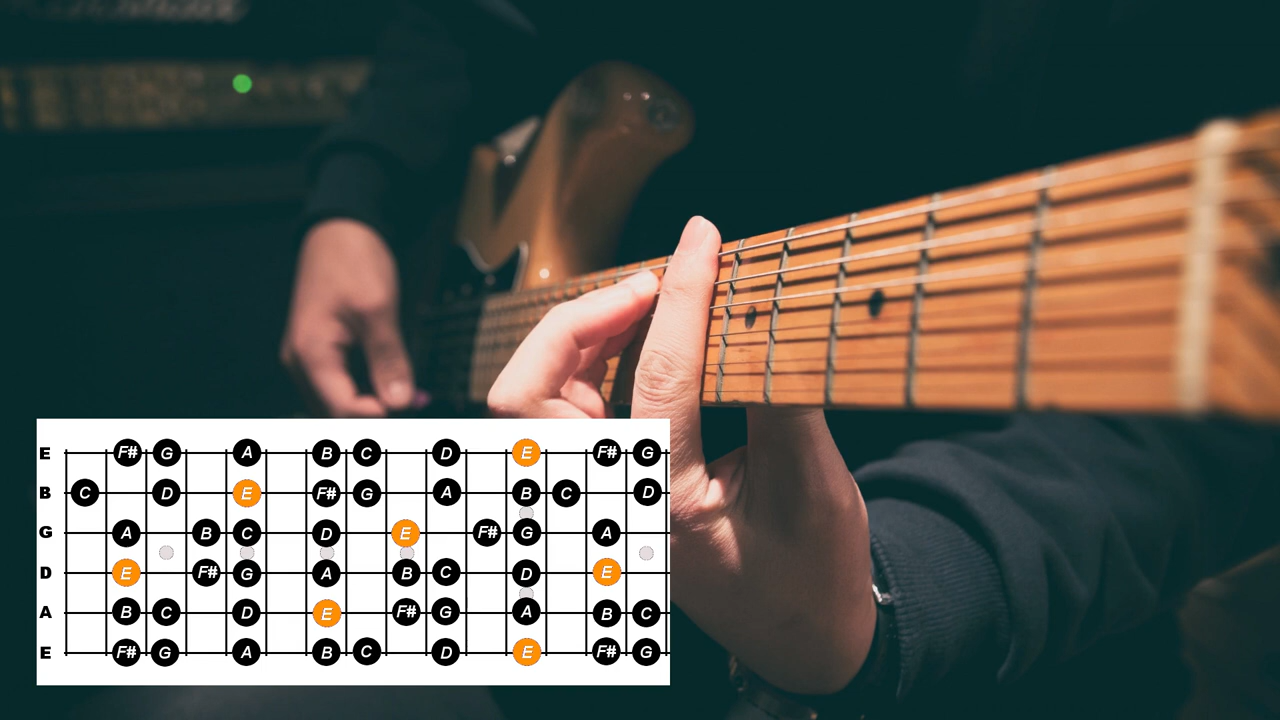 E F# G A B C D E F# G
B C D E F# G A B C D
G A B C D E F# G A
D E F# G A B C D E
A B C D E F# G A B C
E F# G A B C D E F# G